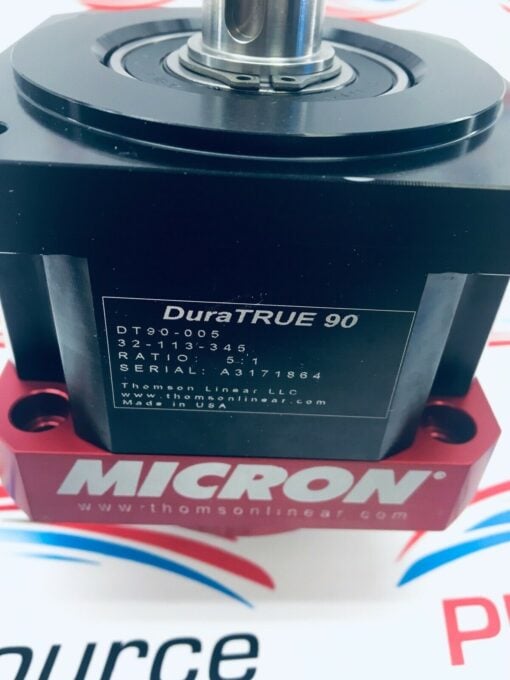 DuraTRUE 90
DT90-005
32-113-345
RATIO: 5:1
SERIAL: A3171864
Thomson Linear LLC
www.thomsonlinear.com
Made in USA
MICRON®
www.thomsonlinear.com